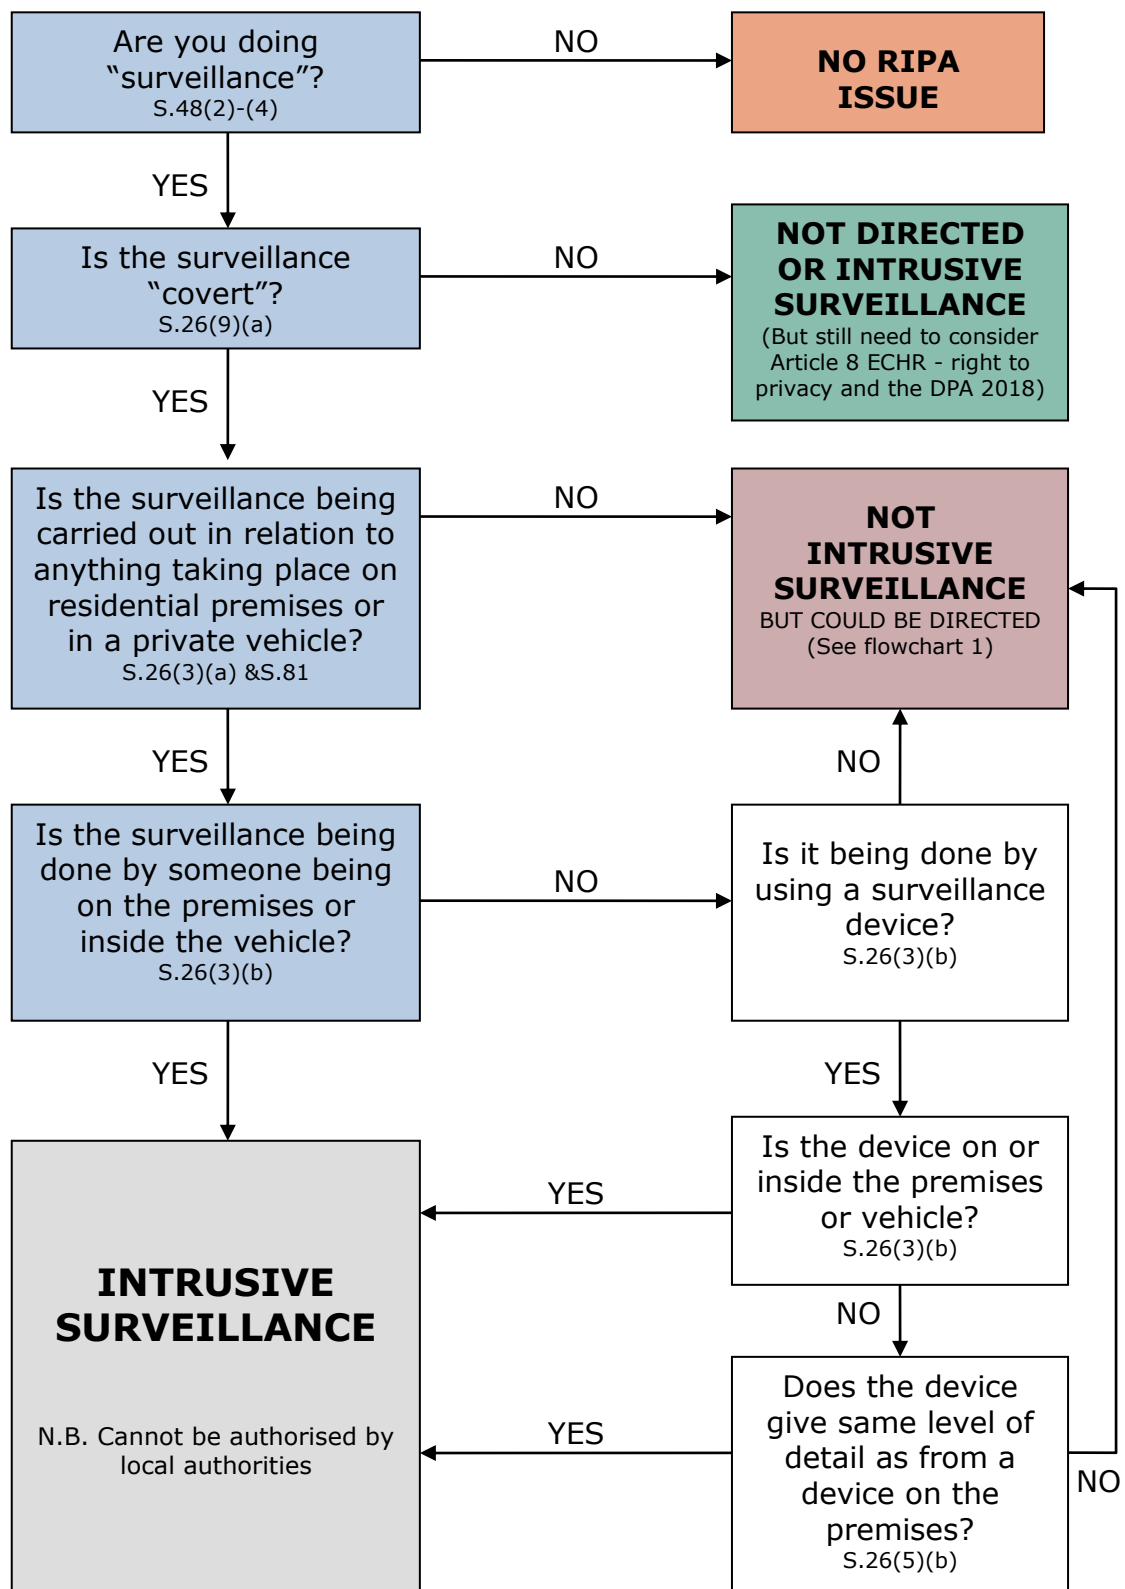 Are you doing
“surveillance”?
S.48(2)-(4)
NO
NO RIPA
ISSUE
YES
Is the surveillance
“covert”?
S.26(9)(a)
NO
NOT DIRECTED
OR INTRUSIVE
SURVEILLANCE
(But still need to consider
Article 8 ECHR - right to
privacy and the DPA 2018)
YES
Is the surveillance being
carried out in relation to
anything taking place on
residential premises or
in a private vehicle?
S.26(3)(a) &S.81
NO
NOT
INTRUSIVE
SURVEILLANCE
BUT COULD BE DIRECTED
(See flowchart 1)
YES
NO
Is the surveillance being
done by someone being
on the premises or
inside the vehicle?
S.26(3)(b)
NO
Is it being done by
using a surveillance
device?
S.26(3)(b)
YES
YES
Is the device on or
inside the premises
or vehicle?
S.26(3)(b)
YES
INTRUSIVE
SURVEILLANCE
N.B. Cannot be authorised by
local authorities
NO
Does the device
give same level of
detail as from a
device on the
premises?
S.26(5)(b)
YES
NO